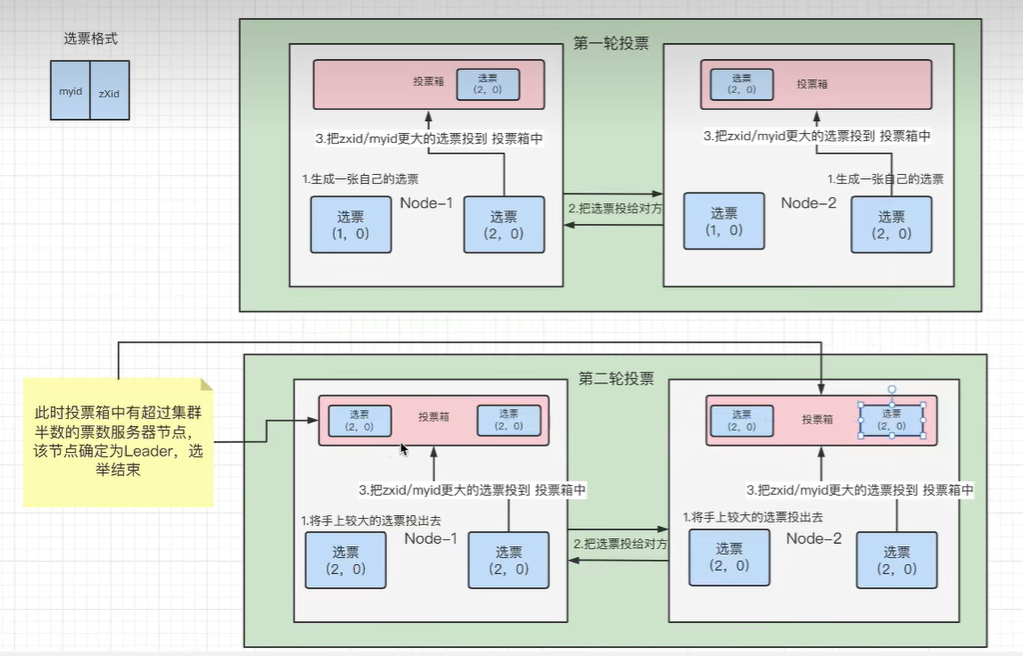 选票格式
myid
zXid
第一轮投票
投票箱
选票
(2, 0)
3.把zxid/myid更大的选票投到 投票箱中
1.生成一张自己的选票
Node-1
选票
(1, 0)
选票
(2, 0)
2.把选票投给对方
选票
(2, 0)
投票箱
3.把zxid/myid更大的选票投到 投票箱中
1.生成一张自己的选票
Node-2
选票
(1, 0)
选票
(2, 0)
第二轮投票
此时投票箱中有超过集群
半数的票数服务器节点，
该节点确定为Leader，选
举结束
选票
(2, 0)
投票箱
选票
(2, 0)
3.把zxid/myid更大的选票投到 投票箱中
1.将手上较大的选票投出去
Node-1
选票
(2, 0)
选票
(2, 0)
2.把选票投给对方
选票
(2, 0)
投票箱
选票
(2, 0)
3.把zxid/myid更大的选票投到 投票箱中
1.将手上较大的选票投出去
Node-2
选票
(2, 0)
选票
(2, 0)